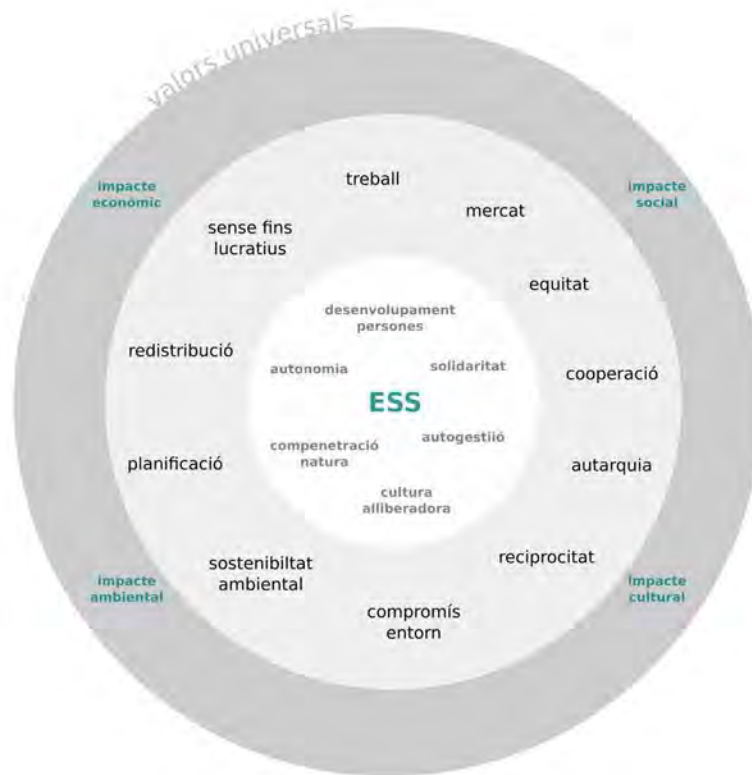 valors universals
treball
impacte
econòmic
impacte
social
mercat
sense fins
lucratius
equitat
desenvolupament
persones
redistribució
autonomia
solidaritat
cooperació
ESS
autogestiió
compenetració
natura
planificació
autarquia
cultura
alliberadora
reciprocitat
sostenibiltat
ambiental
impacte
ambiental
impacte
cultural
compromís
entorn